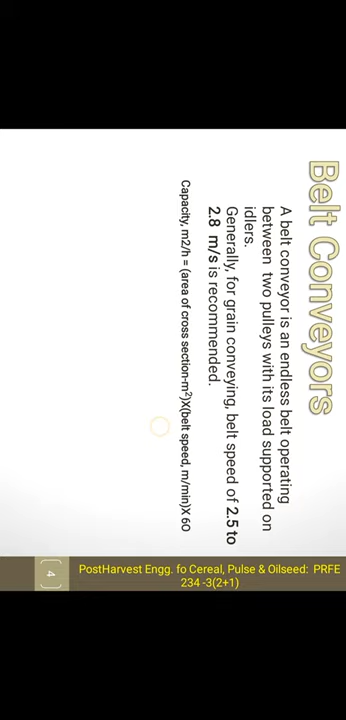 Belt Conveyors
A belt conveyor is an endless belt operating
between two pulleys with its load supported on
idlers.
Generally, for grain conveying, belt speed of 2.5 to
2.8 m/s is recommended.
Capacity, m2/h = (area of cross section-m²)X(belt speed, m/min)X 60
PostHarvest Engg. fo Cereal, Pulse & Oilseed: PRFE
234 -3(2+1)
4